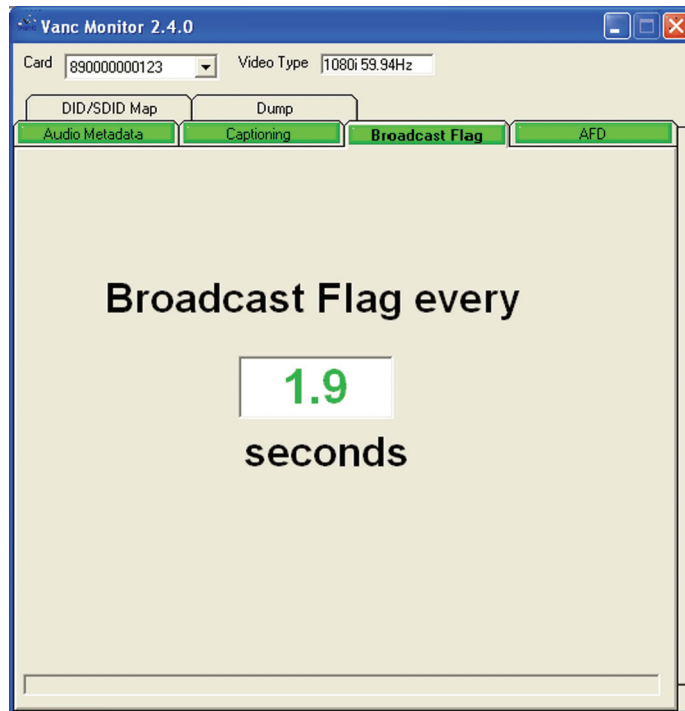 Vanc Monitor 2.4.0
Card 890000000123 Video Type 1080i 59.94Hz
DID/SDID Map Dump
Audio Metadata Captioning Broadcast Flag AFD
Broadcast Flag every
1.9
seconds